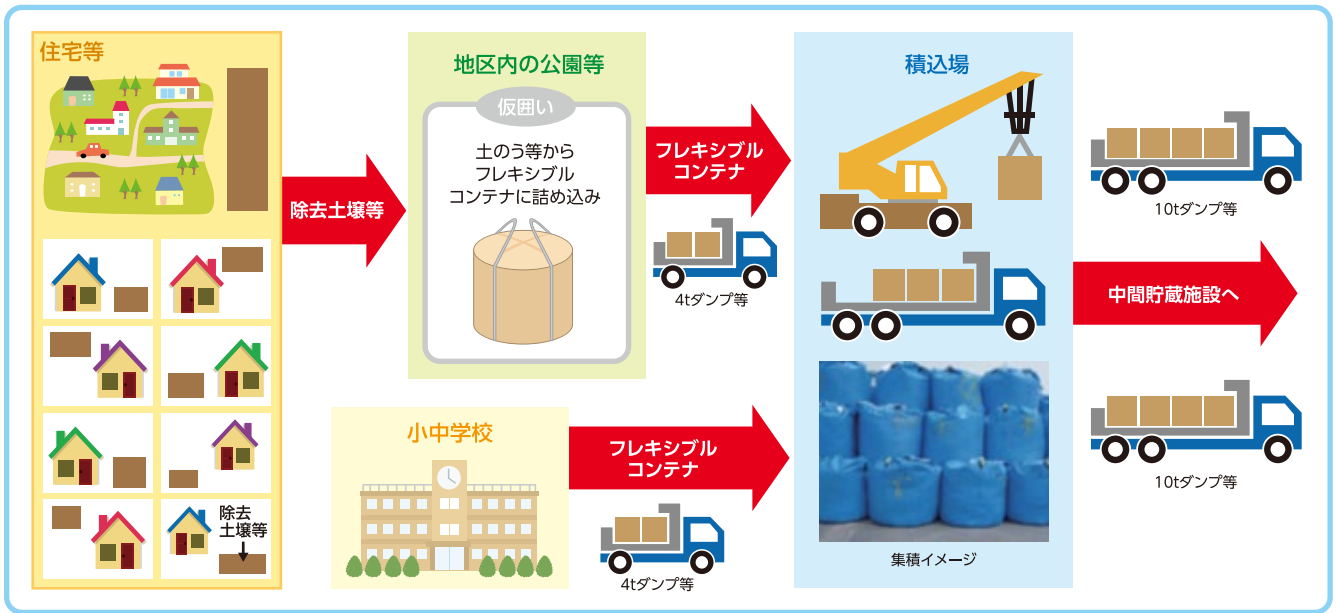 住宅等
除去
土壌等
除去土壌等
地区内の公園等
仮囲い
土のう等から
フレキシブル
コンテナに詰め込み
フレキシブル
コンテナ
4tダンプ等
小中学校
フレキシブル
コンテナ
4tダンプ等
積込場
集積イメージ
10tダンプ等
中間貯蔵施設へ
10tダンプ等